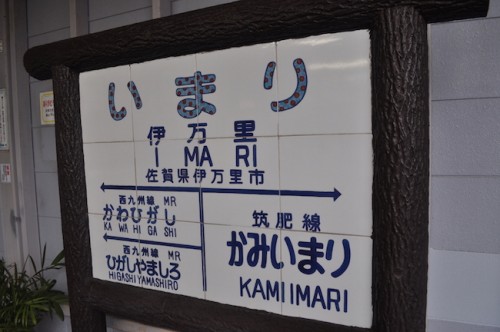 いまり
伊万里
I MA RI
佐賀県伊万里市
西九州線 MR
かわひがし
KA WA HI GA SHI
西九州線 MR
ひがしやましろ
HIGASHI YAMASHIRO
筑肥線
かみいまり
KAMI IMARI